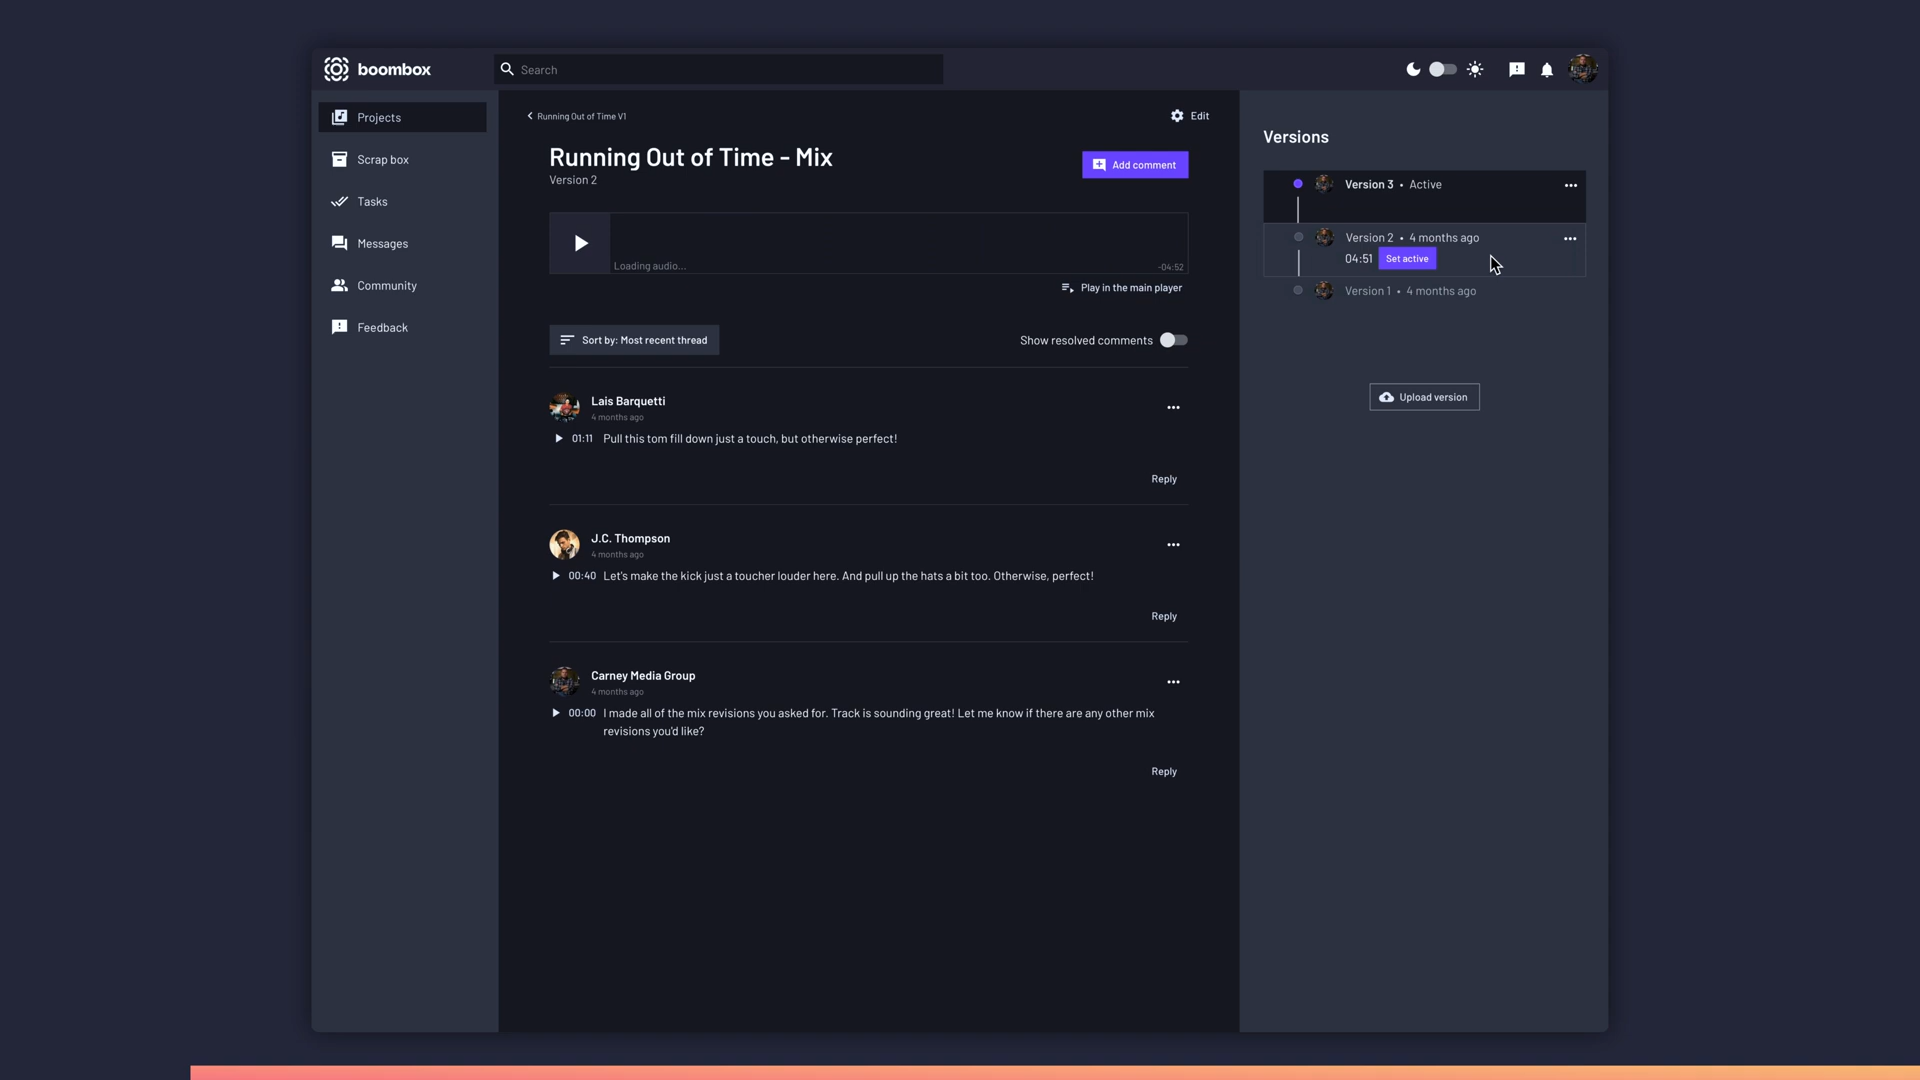 boombox
Search
Projects
Scrap box
Tasks
Messages
Community
Feedback
Running Out of Time V1
Edit
Running Out of Time - Mix
Version 2
Add comment
Loading audio...
-04:52
Play in the main player
Sort by: Most recent thread
Show resolved comments
Lais Barquetti
4 months ago
01:11 Pull this tom fill down just a touch, but otherwise perfect!
Reply
J.C. Thompson
4 months ago
00:40 Let's make the kick just a toucher louder here. And pull up the hats a bit too. Otherwise, perfect!
Reply
Carney Media Group
4 months ago
00:00 I made all of the mix revisions you asked for. Track is sounding great! Let me know if there are any other mix
revisions you'd like?
Reply
Versions
Version 3 • Active
Version 2 • 4 months ago
04:51 Set active
Version 1 • 4 months ago
Upload version